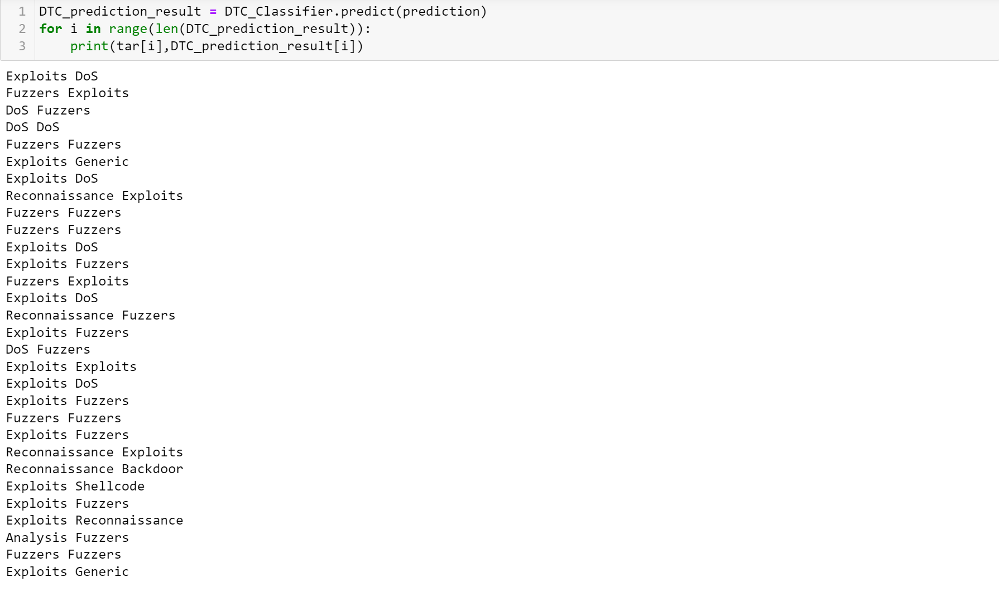 1 DTC_prediction_result = DTC_Classifier.predict(prediction)
2 for i in range(len(DTC_prediction_result)):
3     print(tar[i],DTC_prediction_result[i])
Exploits DoS
Fuzzers Exploits
DoS Fuzzers
DoS DoS
Fuzzers Fuzzers
Exploits Generic
Exploits DoS
Reconnaissance Exploits
Fuzzers Fuzzers
Fuzzers Fuzzers
Exploits DoS
Exploits Fuzzers
Fuzzers Exploits
Exploits DoS
Reconnaissance Fuzzers
Exploits Fuzzers
DoS Fuzzers
Exploits Exploits
Exploits DoS
Exploits Fuzzers
Fuzzers Fuzzers
Exploits Fuzzers
Reconnaissance Exploits
Reconnaissance Backdoor
Exploits Shellcode
Exploits Fuzzers
Exploits Reconnaissance
Analysis Fuzzers
Fuzzers Fuzzers
Exploits Generic